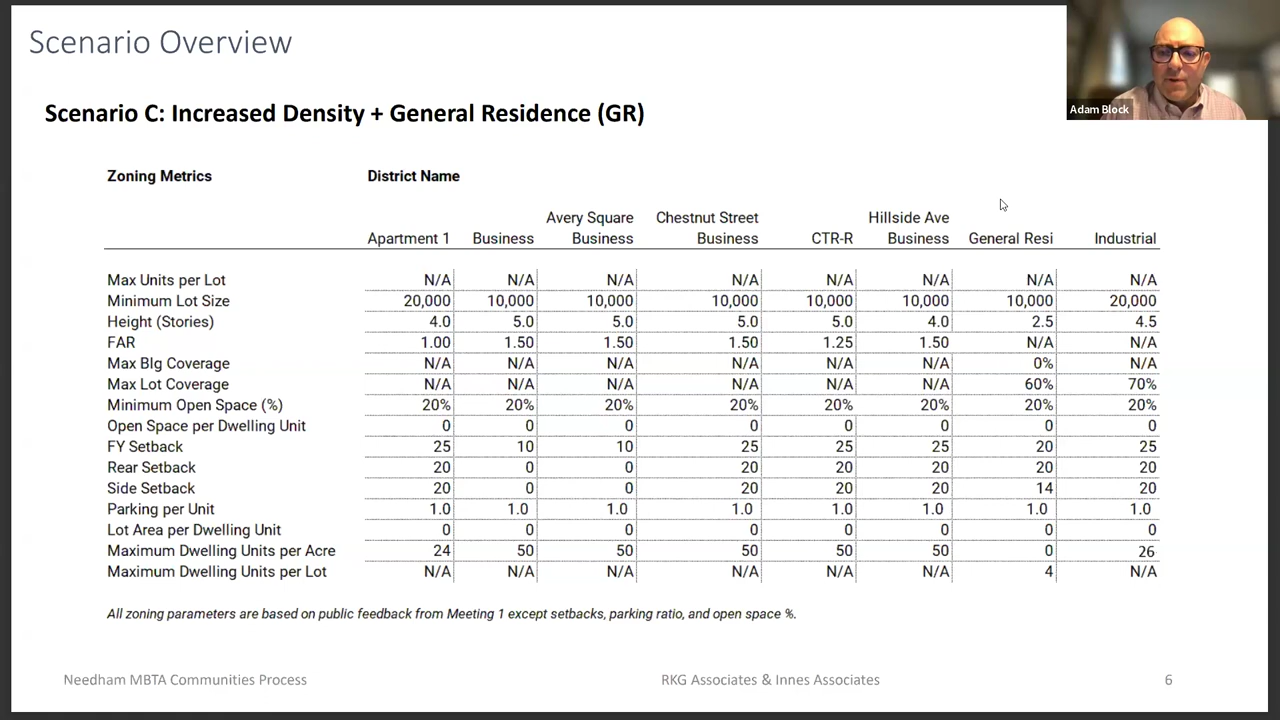 Scenario Overview
Adam Block
Scenario C: Increased Density + General Residence (GR)
Zoning Metrics District Name
Avery Square Chestnut Street Hillside Ave
Apartment 1 Business Business Business CTR-R Business General Resi Industrial
Max Units per Lot N/A N/A N/A N/A N/A N/A N/A N/A
Minimum Lot Size 20,000 10,000 10,000 10,000 10,000 10,000 10,000 20,000
Height (Stories) 4.0 5.0 5.0 5.0 5.0 4.0 2.5 4.5
FAR 1.00 1.50 1.50 1.50 1.25 1.50 N/A N/A
Max Blg Coverage N/A N/A N/A N/A N/A N/A 0% N/A
Max Lot Coverage N/A N/A N/A N/A N/A N/A 60% 70%
Minimum Open Space (%) 20% 20% 20% 20% 20% 20% 20% 20%
Open Space per Dwelling Unit 0 0 0 0 0 0 0 0
FY Setback 25 10 10 25 25 25 20 25
Rear Setback 20 0 0 20 20 20 20 20
Side Setback 20 0 0 20 20 20 14 20
Parking per Unit 1.0 1.0 1.0 1.0 1.0 1.0 1.0 1.0
Lot Area per Dwelling Unit 0 0 0 0 0 0 0 0
Maximum Dwelling Units per Acre 24 50 50 50 50 50 0 26
Maximum Dwelling Units per Lot N/A N/A N/A N/A N/A N/A 4 N/A
All zoning parameters are based on public feedback from Meeting 1 except setbacks, parking ratio, and open space %.
Needham MBTA Communities Process RKG Associates & Innes Associates 6